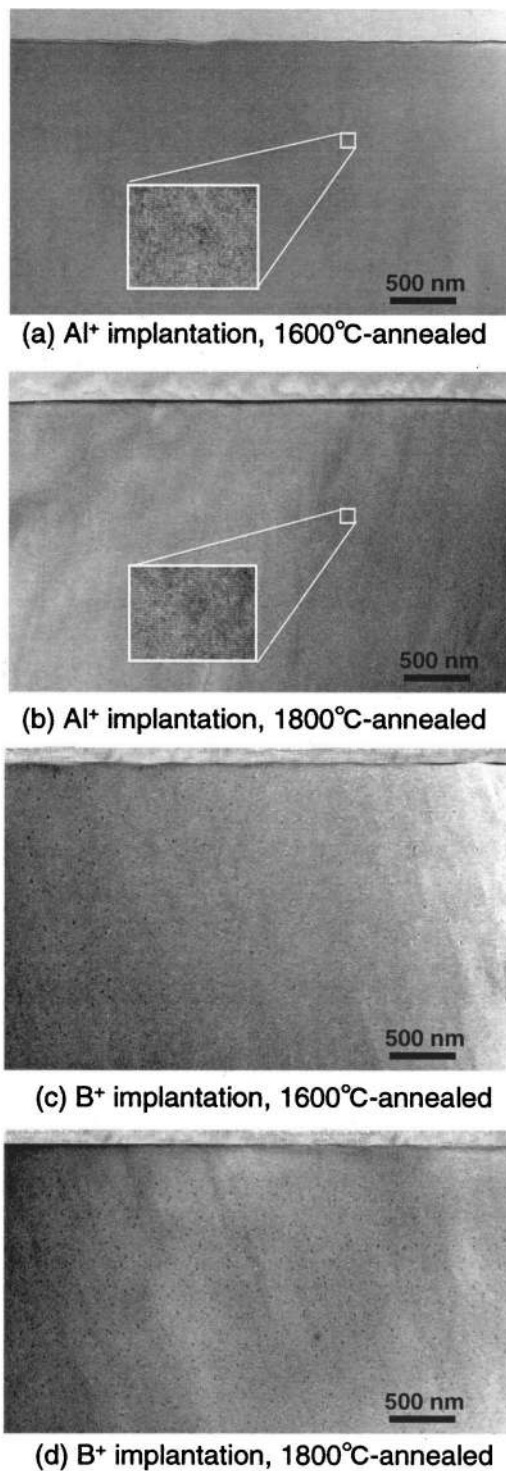 500 nm
(a) Al⁺ implantation, 1600°C-annealed
500 nm
(b) Al⁺ implantation, 1800°C-annealed
500 nm
(c) B⁺ implantation, 1600°C-annealed
500 nm
(d) B⁺ implantation, 1800°C-annealed